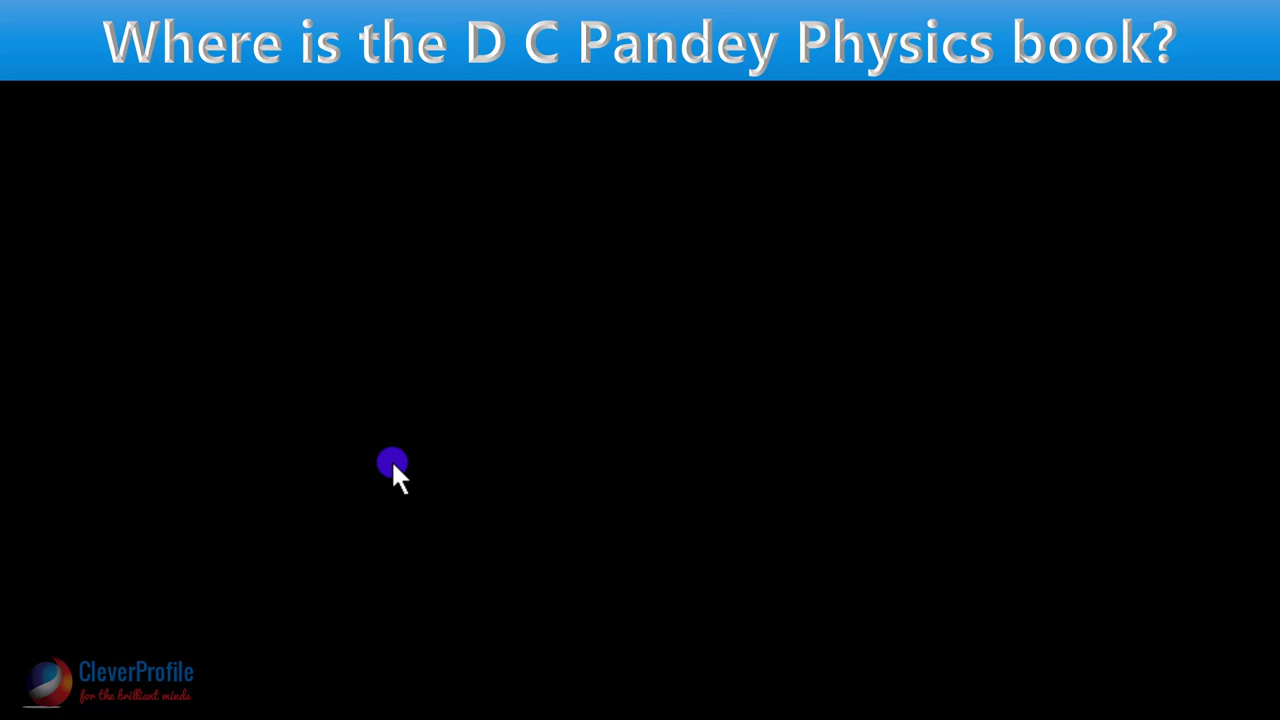 Where is the D C Pandey Physics book?
CleverProfile
for the brilliant minds